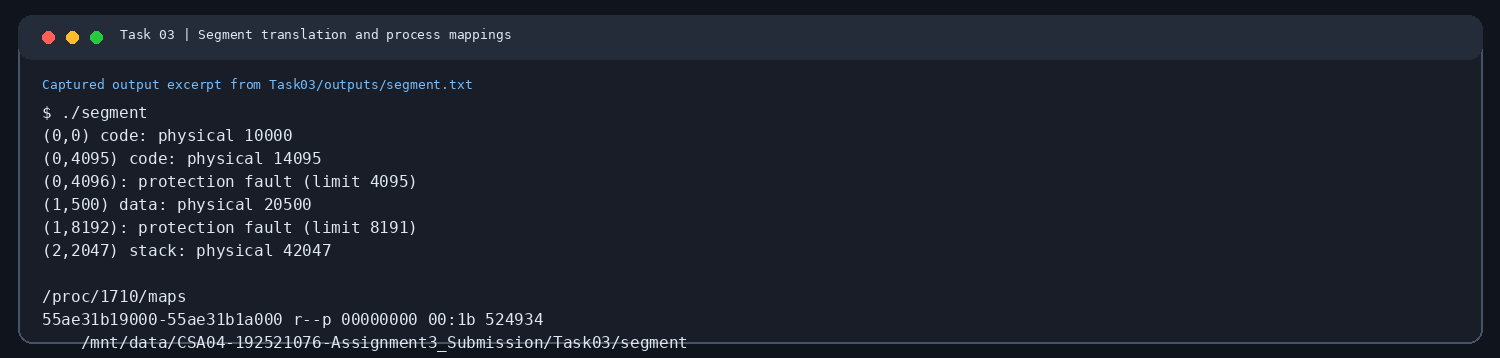 Task 03 | Segment translation and process mappings
Captured output excerpt from Task03/outputs/segment.txt
$ ./segment
(0,0) code: physical 10000
(0,4095) code: physical 14095
(0,4096): protection fault (limit 4095)
(1,500) data: physical 20500
(1,8192): protection fault (limit 8191)
(2,2047) stack: physical 42047
/proc/1710/maps
55ae31b19000-55ae31b1a000 r--p 00000000 00:1b 524934
/mnt/data/CSA04-192521076-Assignment3_Submission/Task03/segment